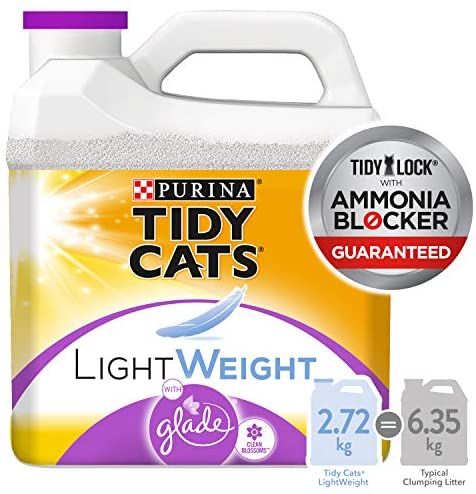 PURINA
TIDY
CATS®
LIGHTWEIGHT
WITH
glade®
CLEAN
BLOSSOMS™
TIDY LOCK®
WITH
AMMONIA
BLOCKER
GUARANTEED
2.72
kg
=
6.35
kg
Tidy Cats®
LightWeight
Typical
Clumping Litter